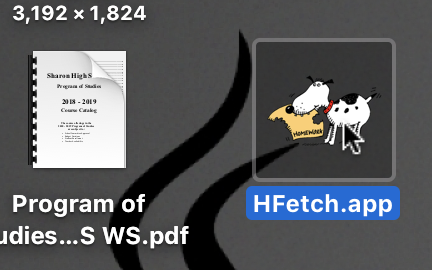 3,192 × 1,824
Sharon High S
Program of Studies
2018 - 2019
Course Catalog
HOMEWORK
Program of
udies...S WS.pdf
HFetch.app